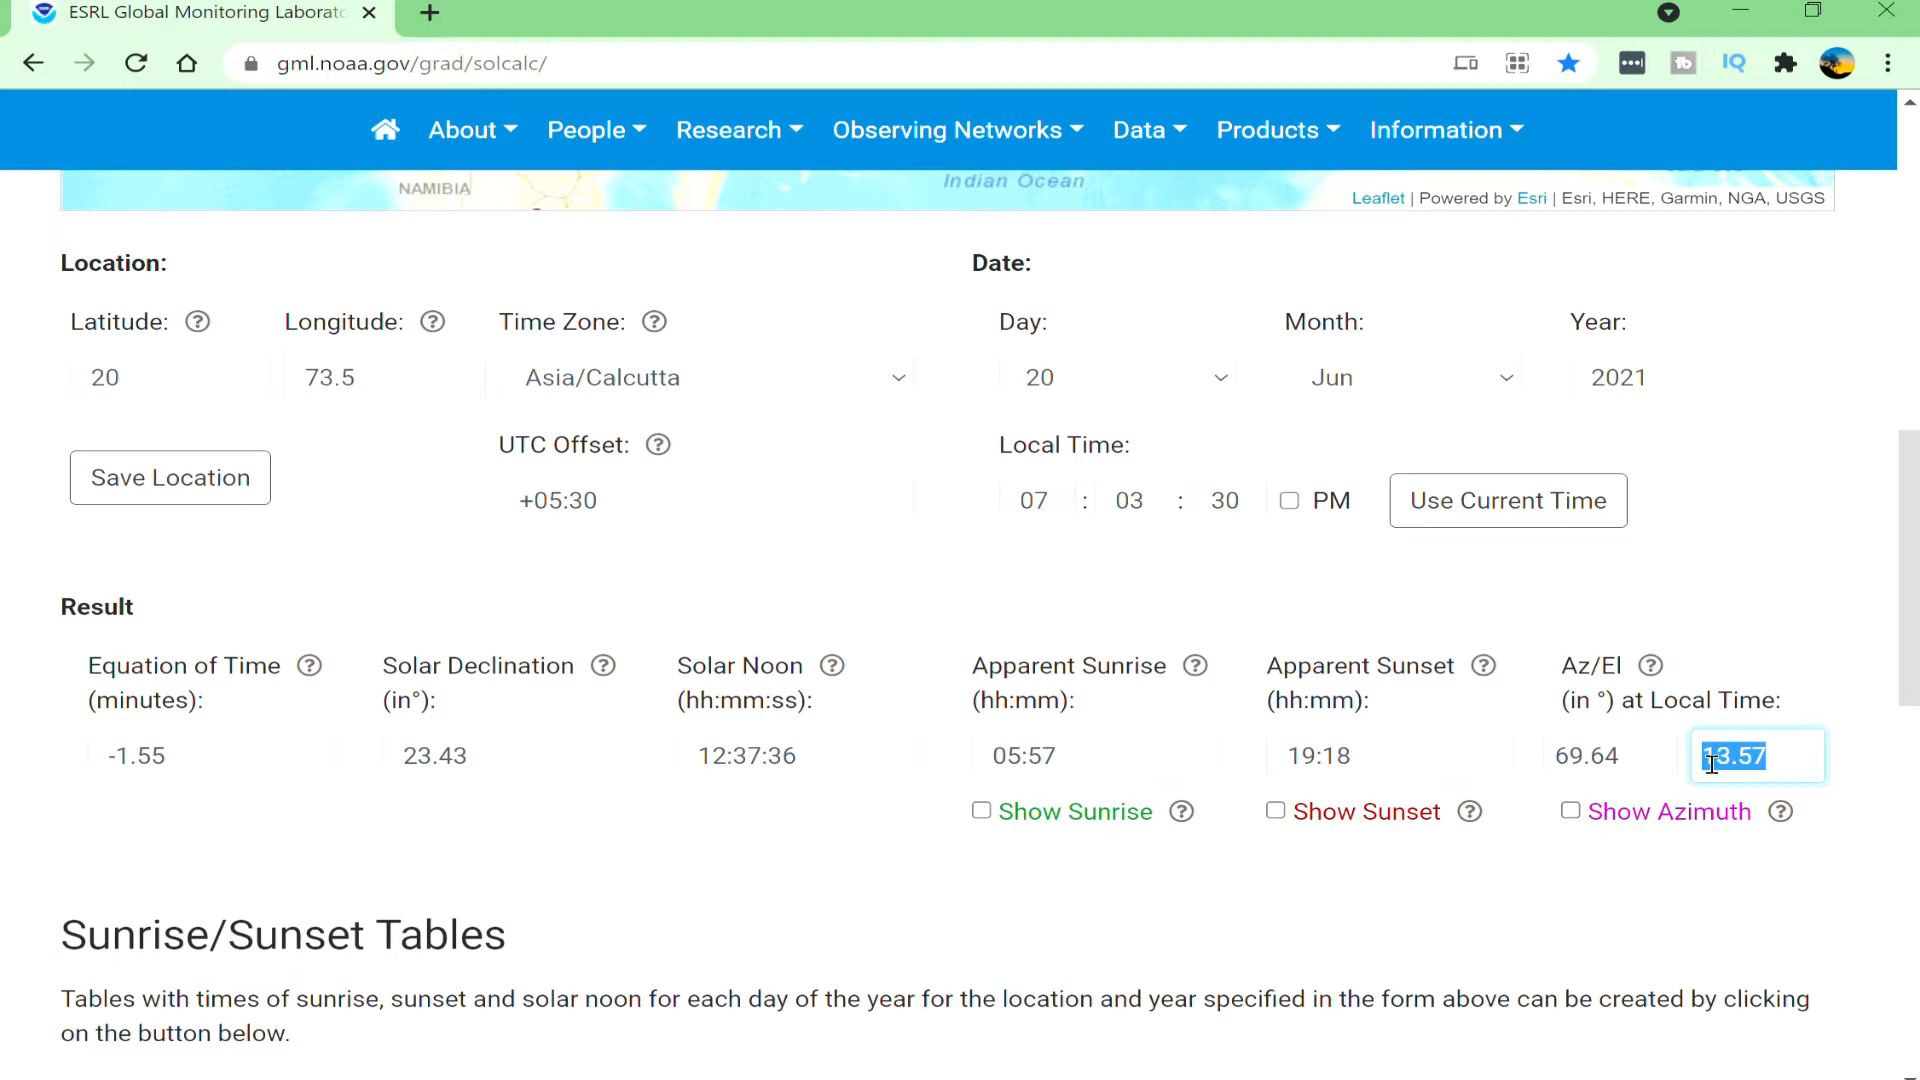 ESRL Global Monitoring Laborato
gml.noaa.gov/grad/solcalc/
IQ
About People Research Observing Networks Data Products Information
NAMIBIA
Indian Ocean
Leaflet | Powered by Esri | Esri, HERE, Garmin, NGA, USGS
Location: Date:
Latitude: ? Longitude: ? Time Zone: ? Day: Month: Year:
20 73.5 Asia/Calcutta 20 Jun 2021
UTC Offset: ? Local Time:
Save Location +05:30 07 : 03 : 30 PM Use Current Time
Result
Equation of Time ? Solar Declination ? Solar Noon ? Apparent Sunrise ? Apparent Sunset ? Az/El ?
(minutes): (in°): (hh:mm:ss): (hh:mm): (hh:mm): (in °) at Local Time:
-1.55 23.43 12:37:36 05:57 19:18 69.64 13.57
Show Sunrise ? Show Sunset ? Show Azimuth ?
Sunrise/Sunset Tables
Tables with times of sunrise, sunset and solar noon for each day of the year for the location and year specified in the form above can be created by clicking
on the button below.